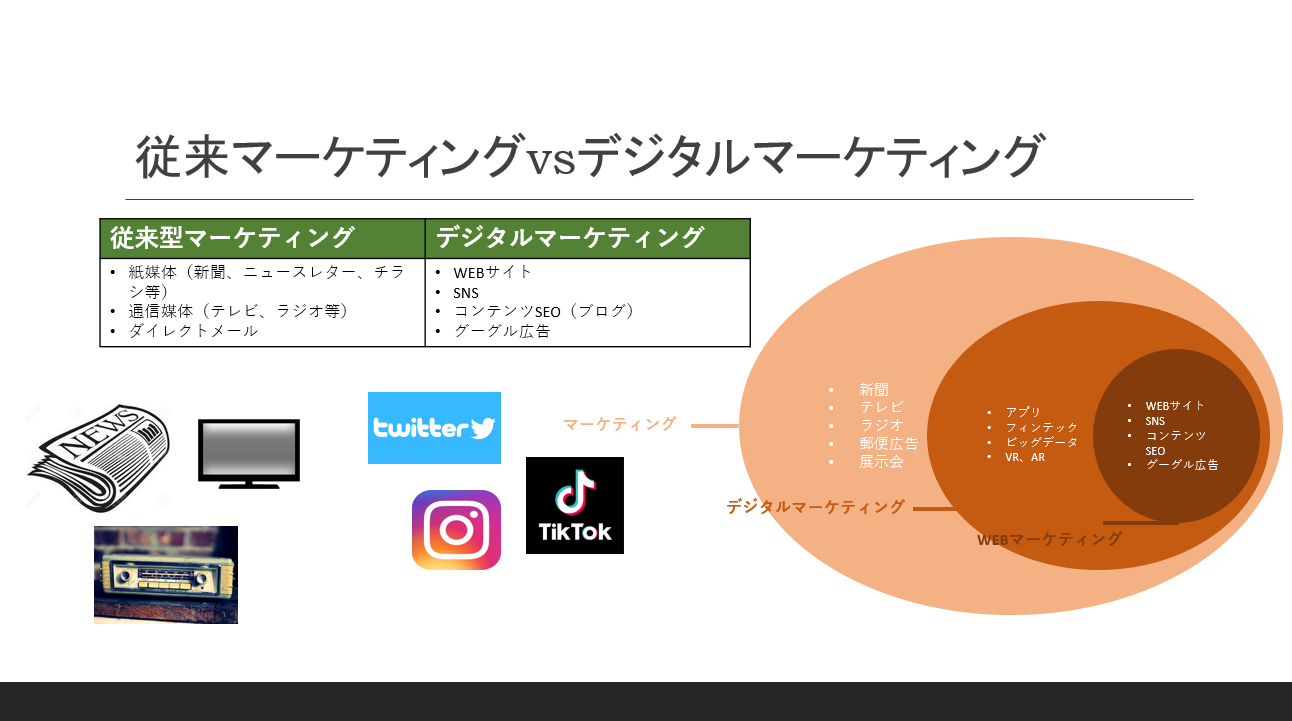 従来マーケティングvsデジタルマーケティング
従来型マーケティング
デジタルマーケティング
• 紙媒体（新聞、ニュースレター、チラ
シ等）
• 通信媒体（テレビ、ラジオ等）
• ダイレクトメール
• WEBサイト
• SNS
• コンテンツSEO（ブログ）
• グーグル広告
NEWS
twitter
TikTok
マーケティング
• 新聞
• テレビ
• ラジオ
• 郵便広告
• 展示会
デジタルマーケティング
• アプリ
• フィンテック
• ビッグデータ
• VR、AR
WEBマーケティング
• WEBサイト
• SNS
• コンテンツ
SEO
• グーグル広告